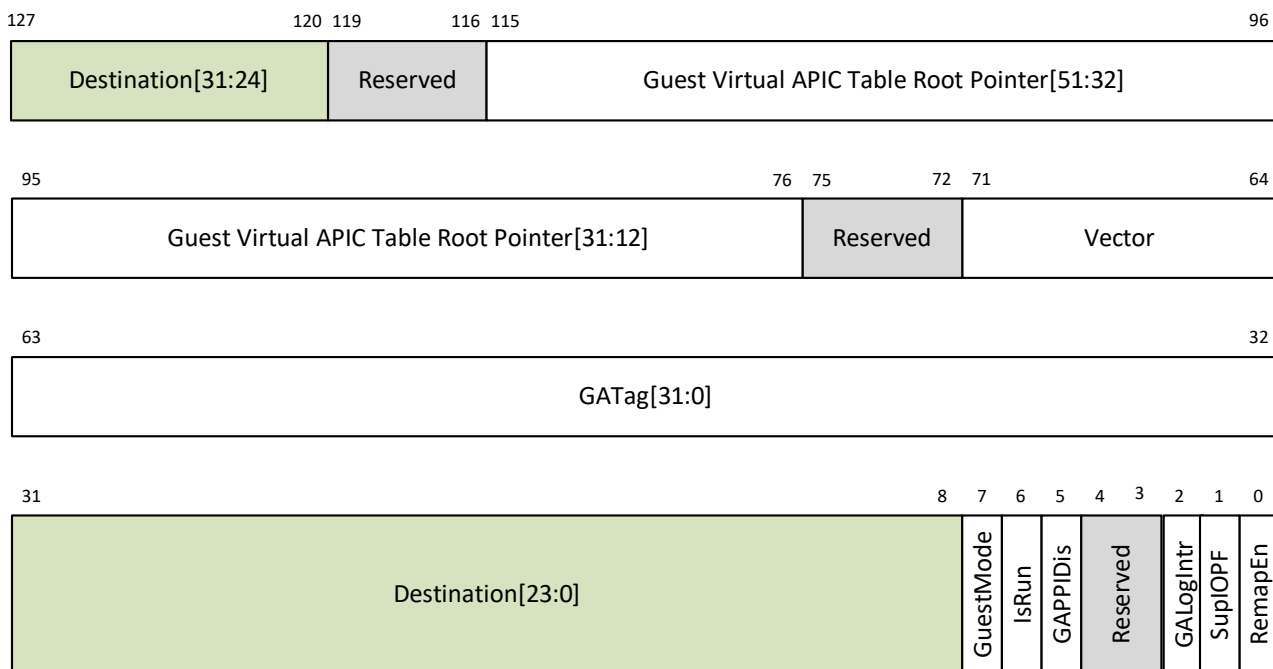 127 120 119 116 115 96
Destination[31:24] Reserved Guest Virtual APIC Table Root Pointer[51:32]
95 76 75 72 71 64
Guest Virtual APIC Table Root Pointer[31:12] Reserved Vector
63 32
GATag[31:0]
31 8 7 6 5 4 3 2 1 0
Destination[23:0] GuestMode IsRun GAPPIDis Reserved GALogIntr SupIOPF RemapEn